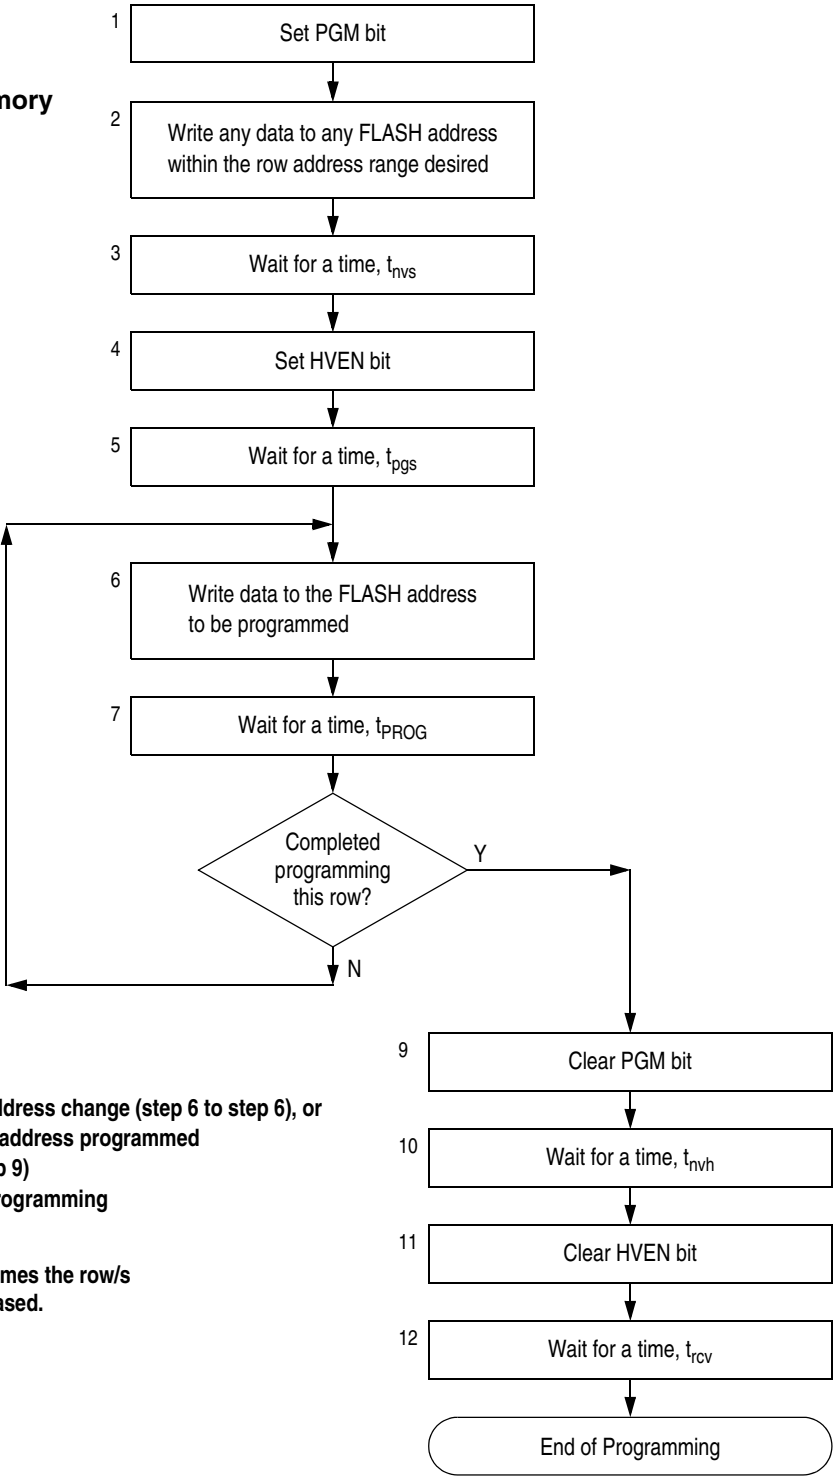 1
Set PGM bit
mory
2
Write any data to any FLASH address
within the row address range desired
3
Wait for a time, tnvs
4
Set HVEN bit
5
Wait for a time, tpgs
6
Write data to the FLASH address
to be programmed
7
Wait for a time, tPROG
Completed
programming
this row?
Y
N
9
Clear PGM bit
ddress change (step 6 to step 6), or
address programmed
p 9)
rogramming
10
Wait for a time, tnvh
11
Clear HVEN bit
mes the row/s
ased.
12
Wait for a time, trcv
End of Programming